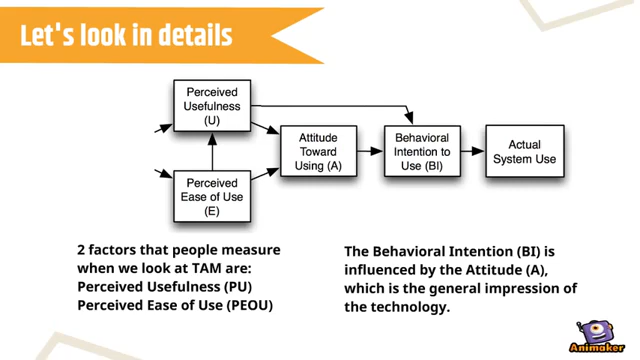 Let's look in details
Perceived
Usefulness
(U)
Attitude
Toward
Using (A)
Behavioral
Intention to
Use (BI)
Actual
System Use
Perceived
Ease of Use
(E)
2 factors that people measure
when we look at TAM are:
Perceived Usefulness (PU)
Perceived Ease of Use (PEOU)
The Behavioral Intention (BI) is
influenced by the Attitude (A),
which is the general impression of
the technology.
Animaker